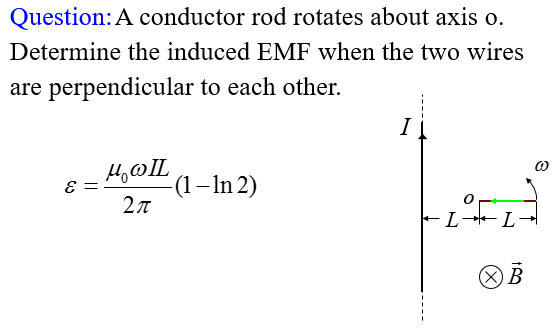 Question: A conductor rod rotates about axis o.
Determine the induced EMF when the two wires
are perpendicular to each other.
I
ε = μ₀ωIL/2π (1 − ln 2)
ω
o
L L
⊗ B⃗